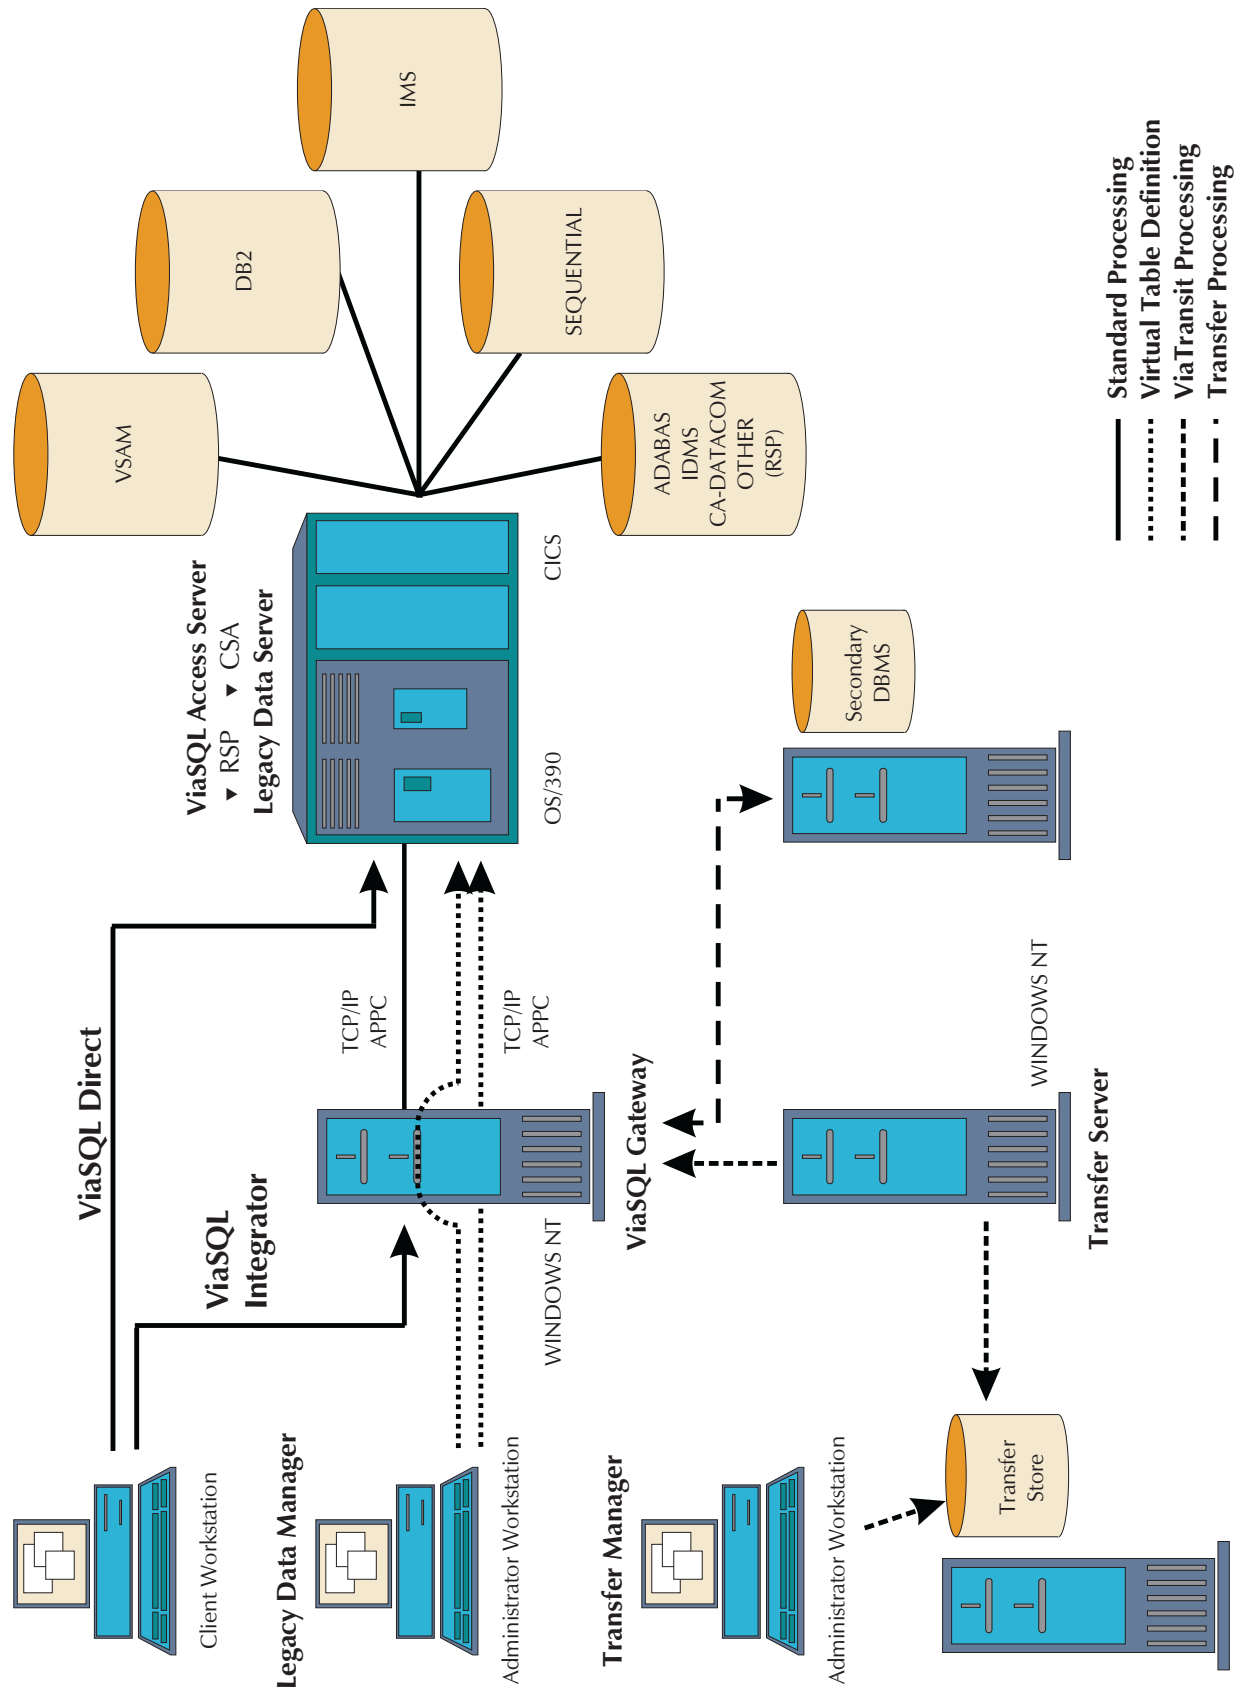 Client Workstation
ViaSQL Direct
ViaSQL
Integrator
Legacy Data Manager
Administrator Workstation
WINDOWS NT
ViaSQL Gateway
TCP/IP
APPC
TCP/IP
APPC
ViaSQL Access Server
▼ RSP ▼ CSA
Legacy Data Server
OS/390
CICS
VSAM
DB2
IMS
SEQUENTIAL
ADABAS
IDMS
CA-DATACOM
OTHER
(RSP)
Transfer Manager
Administrator Workstation
Transfer
Store
WINDOWS NT
Transfer Server
Secondary
DBMS
Standard Processing
Virtual Table Definition
ViaTransit Processing
Transfer Processing